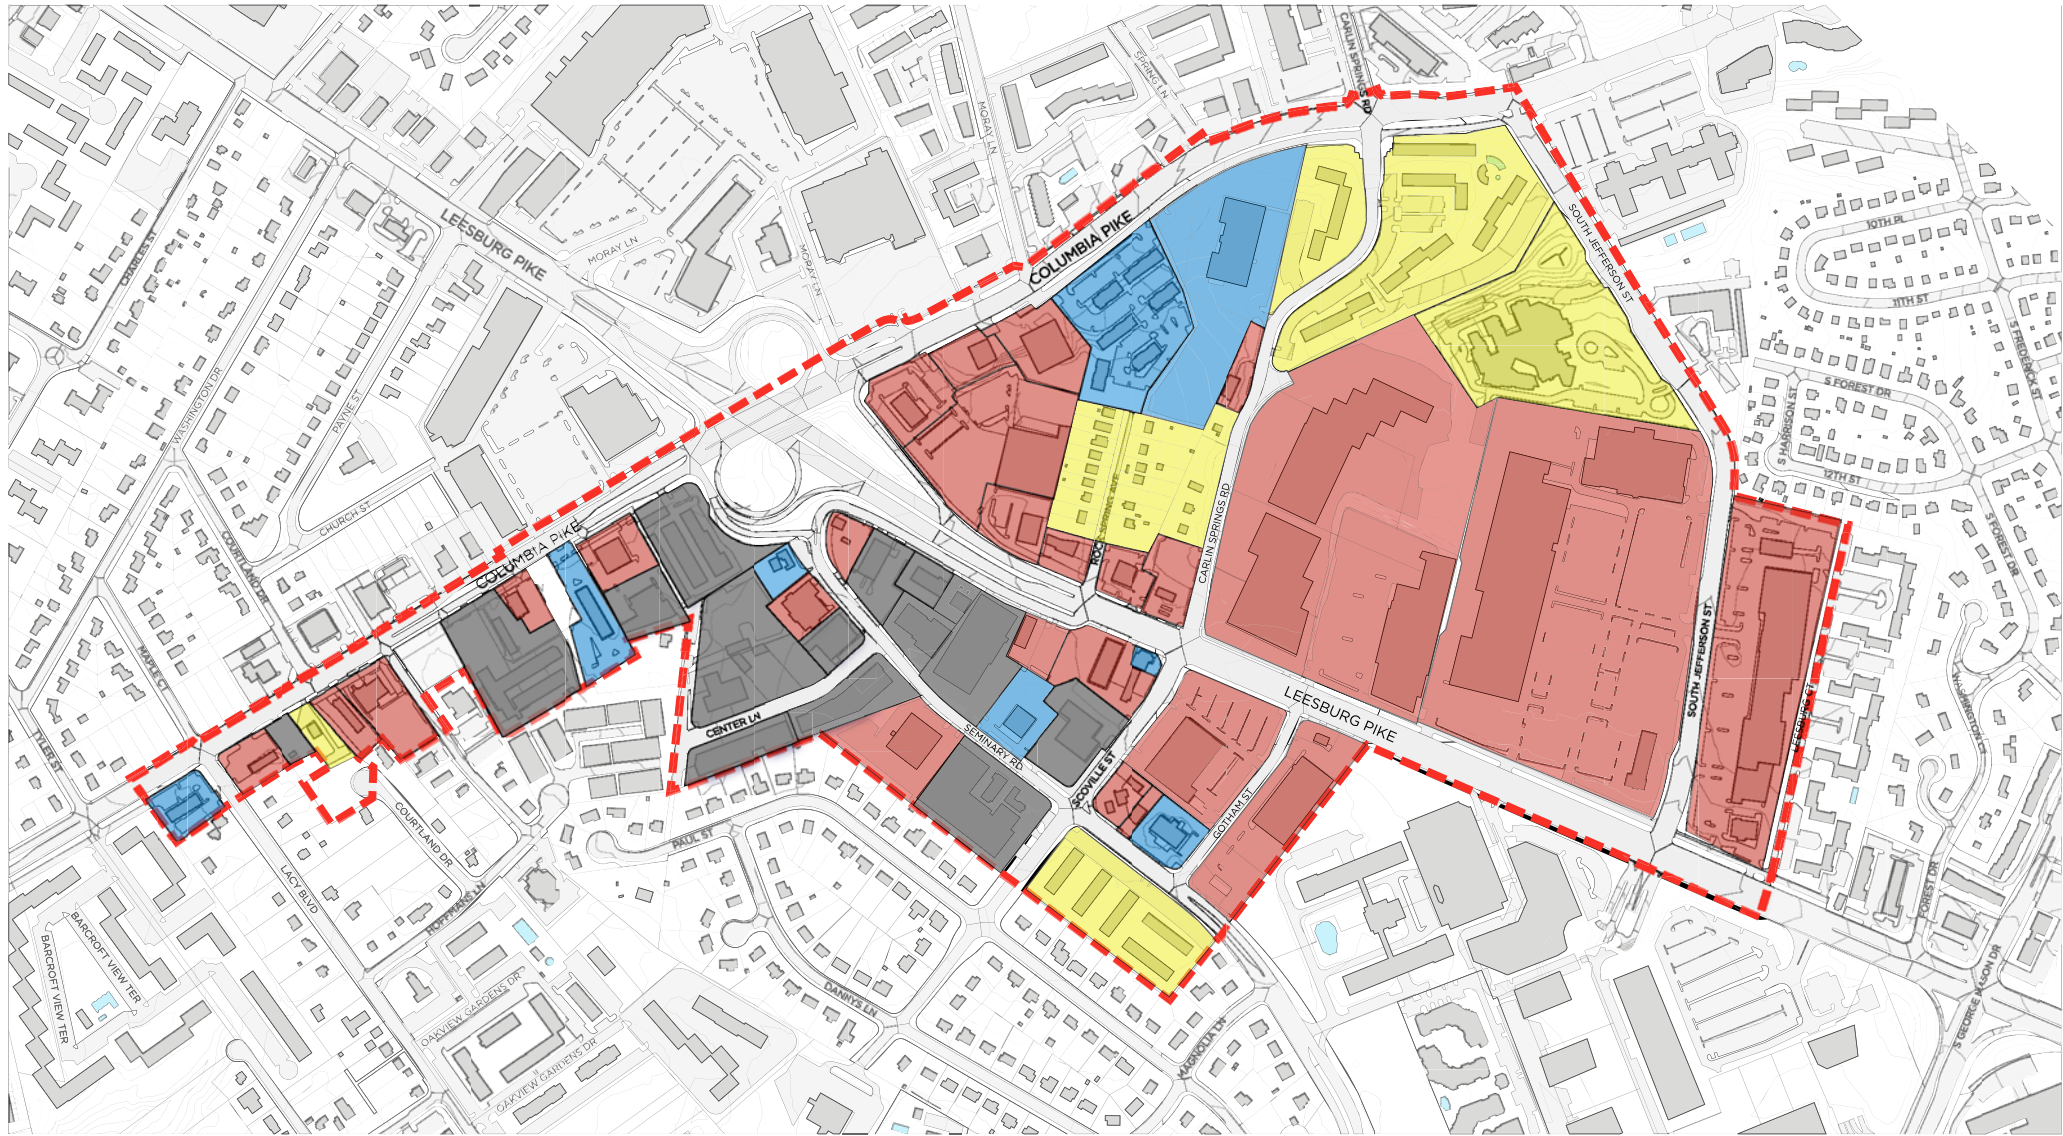 CARLIN SPRINGS RD
SPRING LN
MORAY LN
CHARLES ST
LEESBURG PIKE
MORAY LN
MORAY LN
COLUMBIA PIKE
SOUTH JEFFERSON ST
10TH PL
11TH ST
S FREDERICK ST
S FOREST DR
S HARRISON ST
12TH ST
WASHINGTON DR
PAYNE ST
CHURCH ST
COURTLAND DR
COLUMBIA PIKE
CARLIN SPRINGS RD
S FOREST DR
MAPLE CT
TYLER ST
SOUTH JEFFERSON ST
LEESBURG CT
LEESBURG PIKE
CENTER LN
SEMINARY RD
SCOVILLE ST
GOTHAM ST
COURTLAND DR
PAUL ST
LACY BLVD
HOFFMANS LN
FOREST DR
BARCROFT VIEW TER
BARCROFT VIEW TER
OAKVIEW GARDENS DR
OAKVIEW GARDENS DR
DANNYS LN
MAGNOLIA LN
S GEORGE MASON DR